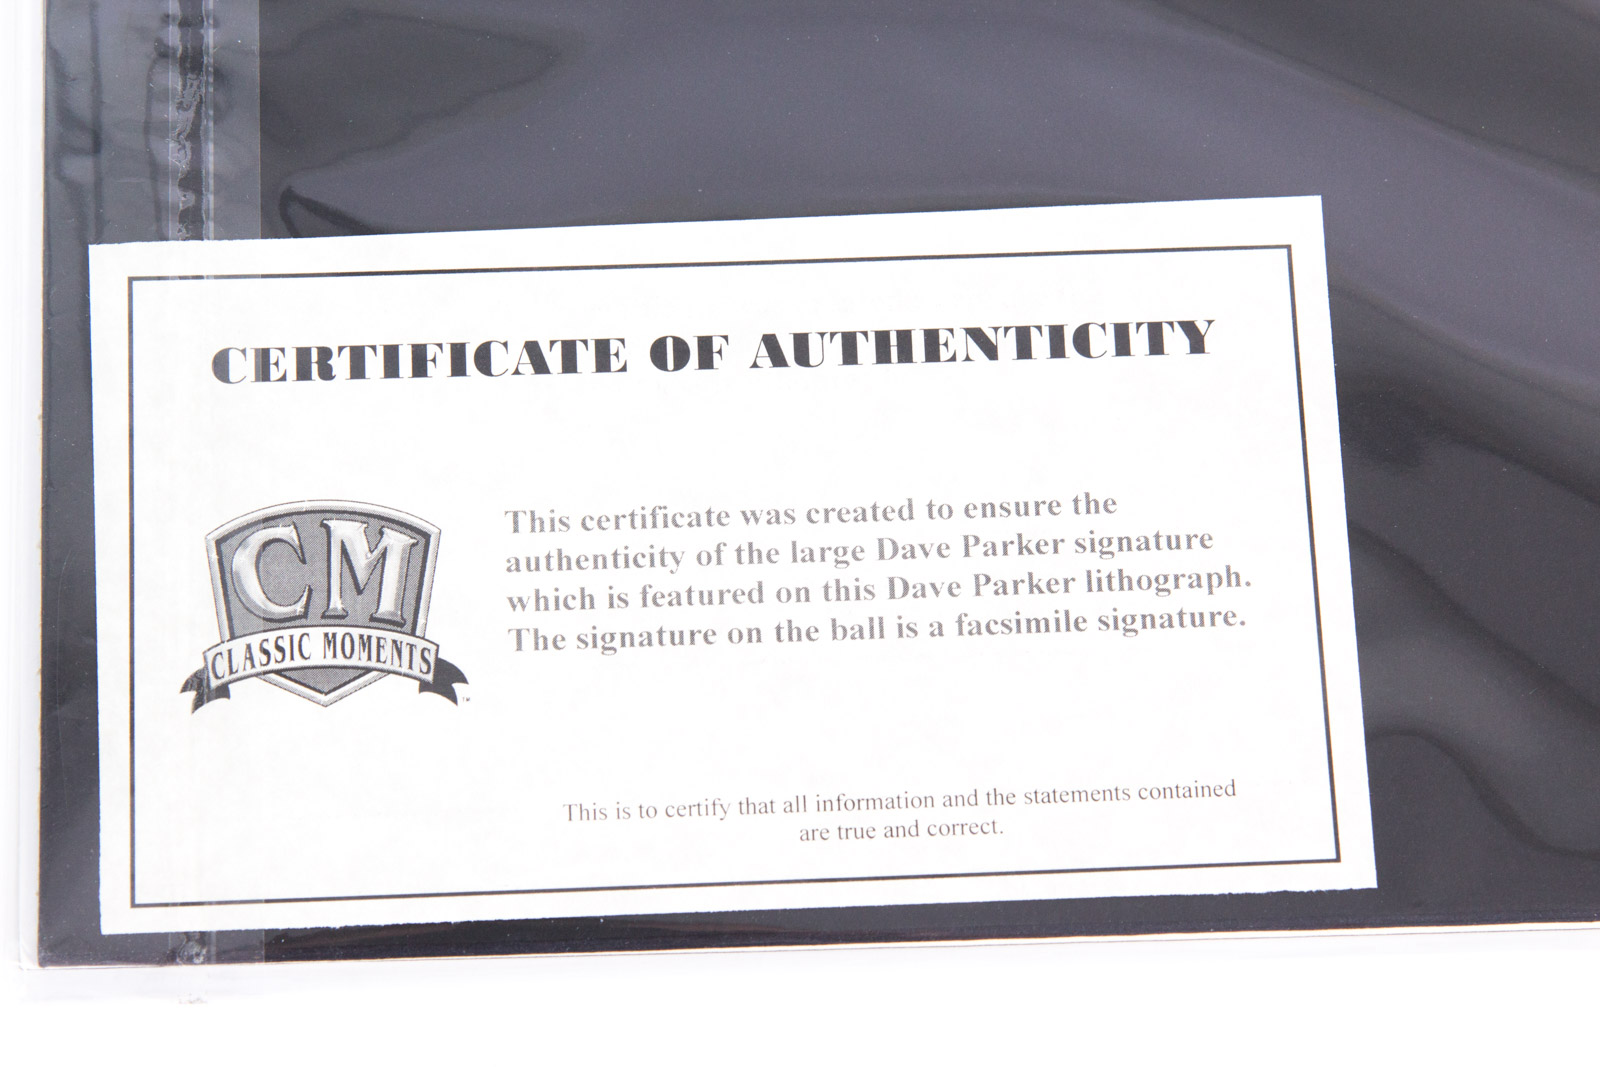 CERTIFICATE OF AUTHENTICITY
CM
CLASSIC MOMENTS
TM
This certificate was created to ensure the
authenticity of the large Dave Parker signature
which is featured on this Dave Parker lithograph.
The signature on the ball is a facsimile signature.
This is to certify that all information and the statements contained
are true and correct.